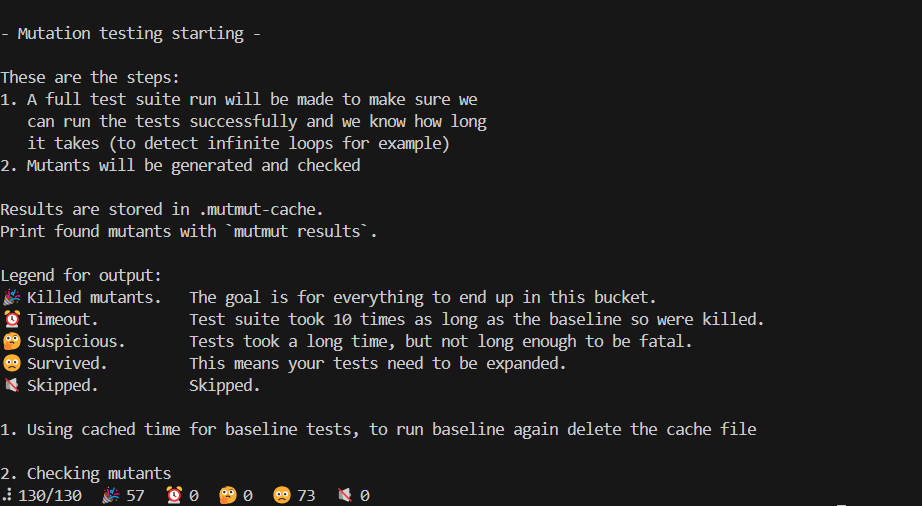 - Mutation testing starting -
These are the steps:
1. A full test suite run will be made to make sure we
can run the tests successfully and we know how long
it takes (to detect infinite loops for example)
2. Mutants will be generated and checked
Results are stored in .mutmut-cache.
Print found mutants with `mutmut results`.
Legend for output:
🎉 Killed mutants.   The goal is for everything to end up in this bucket.
⏰ Timeout.          Test suite took 10 times as long as the baseline so were killed.
🤔 Suspicious.       Tests took a long time, but not long enough to be fatal.
🙁 Survived.         This means your tests need to be expanded.
🔇 Skipped.          Skipped.
1. Using cached time for baseline tests, to run baseline again delete the cache file
2. Checking mutants
⠼ 130/130  🎉 57  ⏰ 0  🤔 0  🙁 73  🔇 0